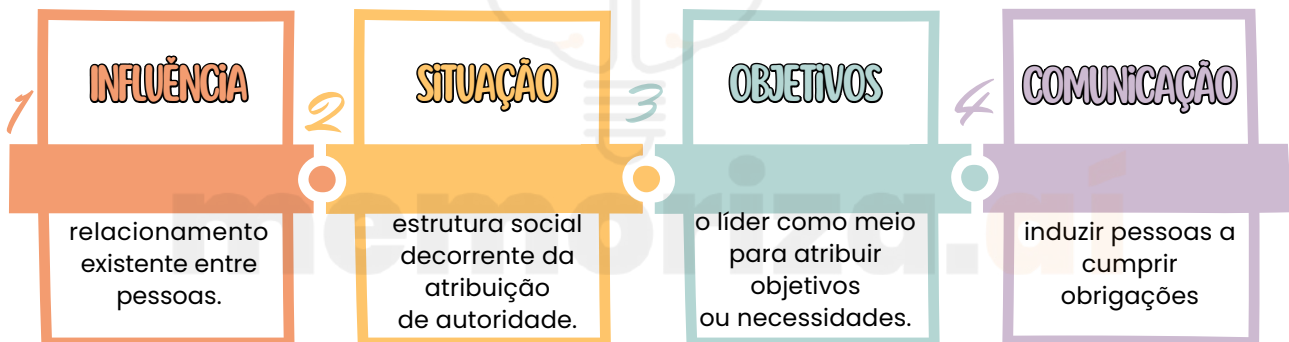 1
INFLUÊNCIA
relacionamento
existente entre
pessoas.
2
SITUAÇÃO
estrutura social
decorrente da
atribuição
de autoridade.
3
OBJETIVOS
o líder como meio
para atribuir
objetivos
ou necessidades.
4
COMUNICAÇÃO
induzir pessoas a
cumprir
obrigações
memoriza.aí